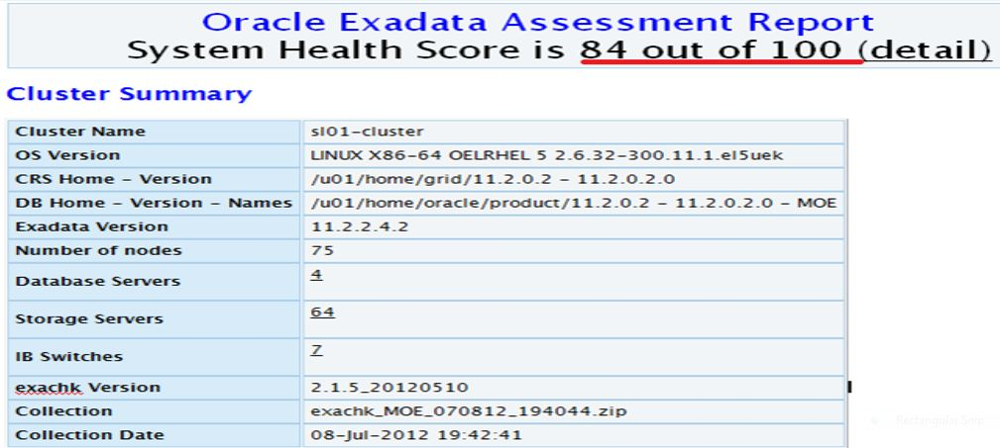 Oracle Exadata Assessment Report
System Health Score is 84 out of 100 (detail)
Cluster Summary
Cluster Name sl01-cluster
OS Version LINUX X86-64 OELRHEL 5 2.6.32-300.11.1.el5uek
CRS Home - Version /u01/home/grid/11.2.0.2 - 11.2.0.2.0
DB Home - Version - Names /u01/home/oracle/product/11.2.0.2 - 11.2.0.2.0 - MOE
Exadata Version 11.2.2.4.2
Number of nodes 75
Database Servers 4
Storage Servers 64
IB Switches 7
exachk Version 2.1.5_20120510
Collection exachk_MOE_070812_194044.zip
Rectangular Snip
Collection Date 08-Jul-2012 19:42:41